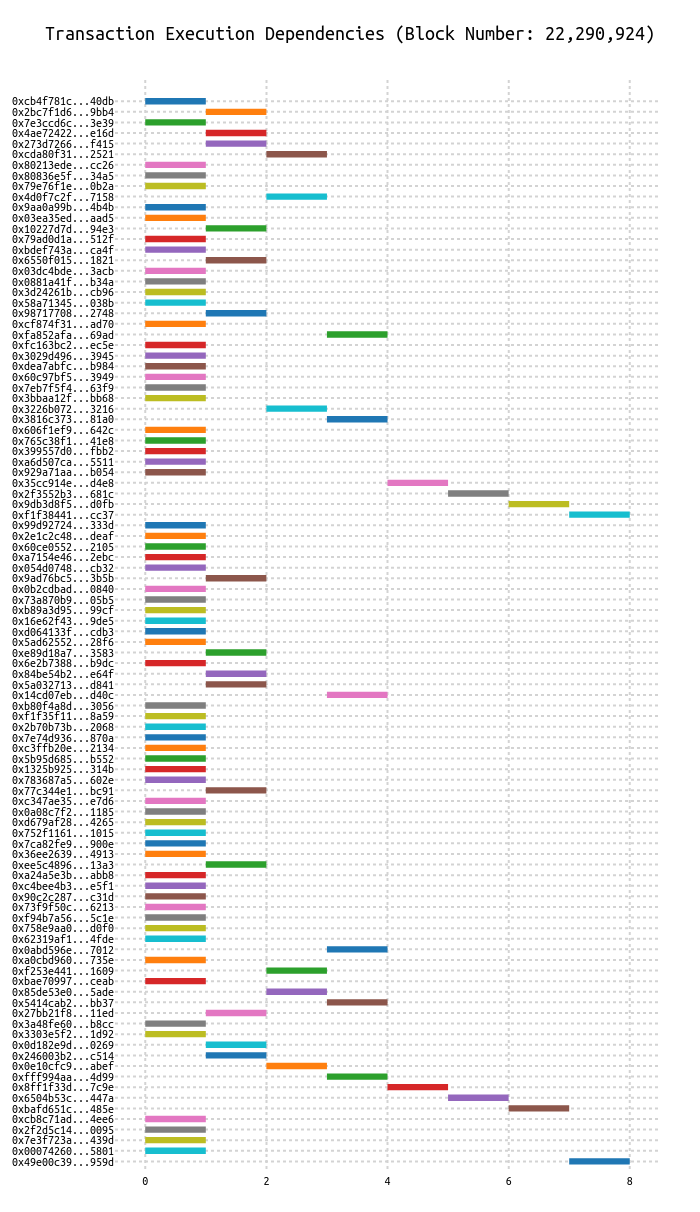 Transaction Execution Dependencies (Block Number: 22,290,924)
0xcb4f781c...40db
0x2bc7f1d6...9bb4
0x7e3ccd6c...3e39
0x4ae72422...e16d
0x273d7266...f415
0xcda80f31...2521
0x80213ede...cc26
0x80836e5f...34a5
0x79e76f1e...0b2a
0x4d0f7c2f...7158
0x9aa0a99b...4b4b
0x03ea35ed...aad5
0x10227d7d...94e3
0x79ad0d1a...512f
0xbdef743a...ca4f
0x6550f015...1821
0x03dc4bde...3acb
0x0881a41f...b34a
0x3d24261b...cb96
0x58a71345...038b
0x98717708...2748
0xcf874f31...ad70
0xfa852afa...69ad
0xfc163bc2...ec5e
0x3029d496...3945
0xdea7abfc...b984
0x60c97bf5...3949
0x7eb7f5f4...63f9
0x3bbaa12f...bb68
0x3226b072...3216
0x3816c373...81a0
0x606f1ef9...642c
0x765c38f1...41e8
0x399557d0...fbb2
0xa6d507ca...5511
0x929a71aa...b054
0x35cc914e...d4e8
0x2f3552b3...681c
0x9db3d8f5...d0fb
0xf1f38441...cc37
0x99d92724...333d
0x2e1c2c48...deaf
0x60ce0552...2105
0xa7154e46...2ebc
0x054d0748...cb32
0x9ad76bc5...3b5b
0x0b2cdbad...0840
0x73a870b9...05b5
0xb89a3d95...99cf
0x16e62f43...9de5
0xd064133f...cdb3
0x5ad62552...28f6
0xe89d18a7...3583
0x6e2b7388...b9dc
0x84be54b2...e64f
0x5a032713...d841
0x14cd07eb...d40c
0xb80f4a8d...3056
0xf1f35f11...8a59
0x2b70b73b...2068
0x7e74d936...870a
0xc3ffb20e...2134
0x5b95d685...b552
0x1325b925...314b
0x783687a5...602e
0x77c344e1...bc91
0xc347ae35...e7d6
0x0a08c7f2...1185
0xd679af28...4265
0x752f1161...1015
0x7ca82fe9...900e
0x36ee2639...4913
0xee5c4896...13a3
0xa24a5e3b...abb8
0xc4bee4b3...e5f1
0x90c2c287...c31d
0x73f9f50c...6213
0xf94b7a56...5c1e
0x758e9aa0...d0f0
0x62319af1...4fde
0x0abd596e...7012
0xa0cbd960...735e
0xf253e441...1609
0xbae70997...ceab
0x85de53e0...5ade
0x5414cab2...bb37
0x27bb21f8...11ed
0x3a48fe60...b8cc
0x3303e5f2...1d92
0x0d182e9d...0269
0x246003b2...c514
0x0e10cfc9...abef
0xfff994aa...4d99
0x8ff1f33d...7c9e
0x6504b53c...447a
0xbafd651c...485e
0xcb8c71ad...4ee6
0x2f2d5c14...0095
0x7e3f723a...439d
0x00074260...5801
0x49e00c39...959d
0 2 4 6 8